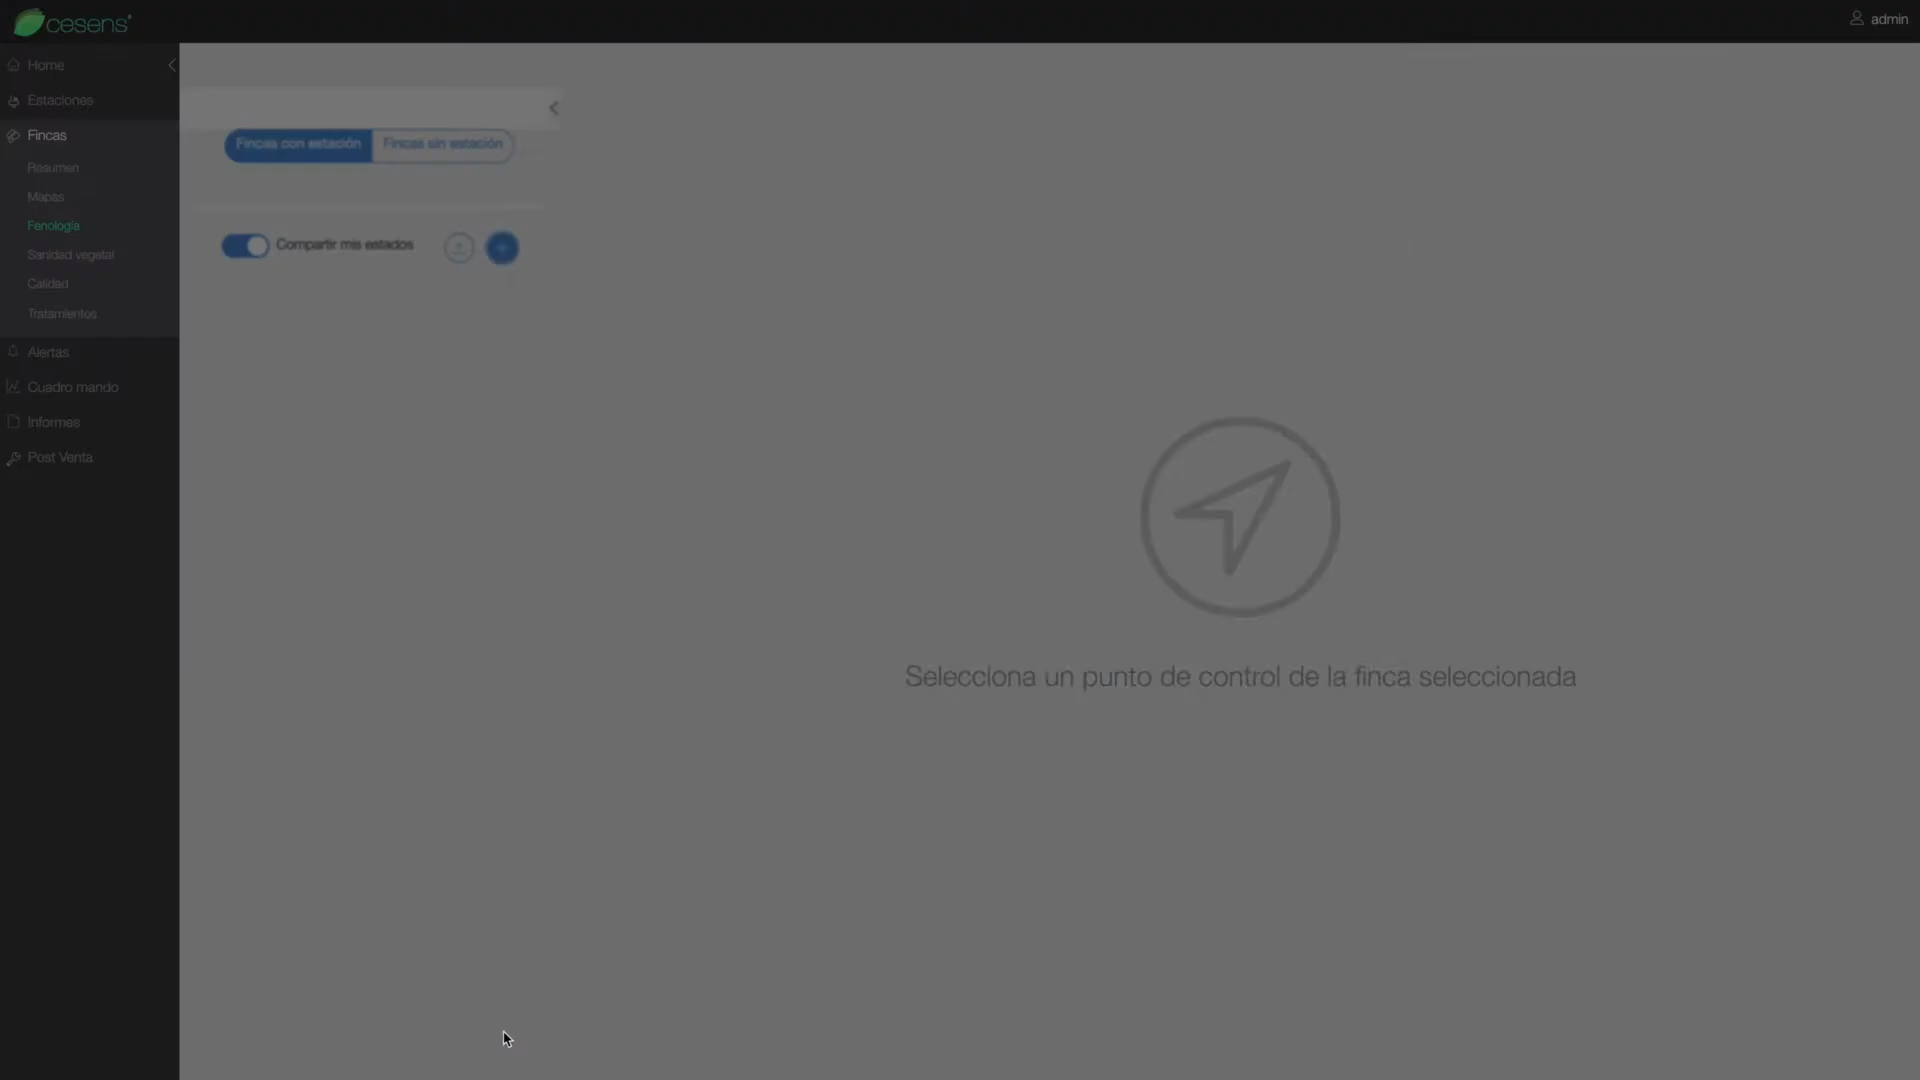 cesens®
admin
Home
Estaciones
Fincas
Resumen
Mapas
Fenología
Sanidad vegetal
Calidad
Tratamientos
Alertas
Cuadro mando
Informes
Post Venta
Fincas con estación
Fincas sin estación
Compartir mis estados
Selecciona un punto de control de la finca seleccionada